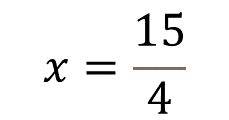 x = 15/4